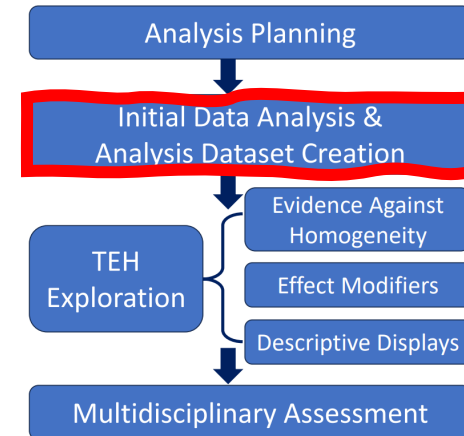 Analysis Planning
Initial Data Analysis &
Analysis Dataset Creation
TEH
Exploration
Evidence Against
Homogeneity
Effect Modifiers
Descriptive Displays
Multidisciplinary Assessment